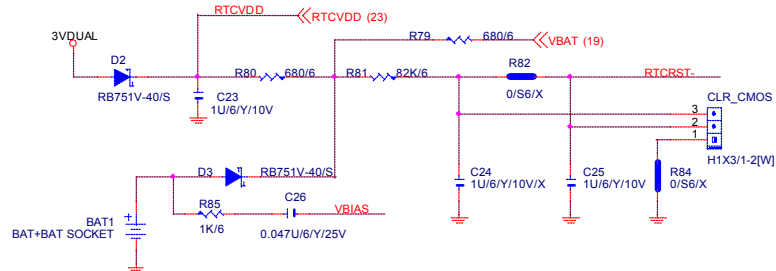 RTCVDD
RTCVDD (23)
3VDUAL
R79
680/6
VBAT (19)
D2
R80
680/6
R81
82K/6
R82
RTCRST-
RB751V-40/S
C23
1U/6/Y/10V
0/S6/X
CLR_CMOS
3
2
1
H1X3/1-2[W]
D3
RB751V-40/S
C24
1U/6/Y/10V/X
C25
1U/6/Y/10V
R84
0/S6/X
C26
R85
VBIAS
+
BAT1
BAT+BAT SOCKET
1K/6
0.047U/6/Y/25V